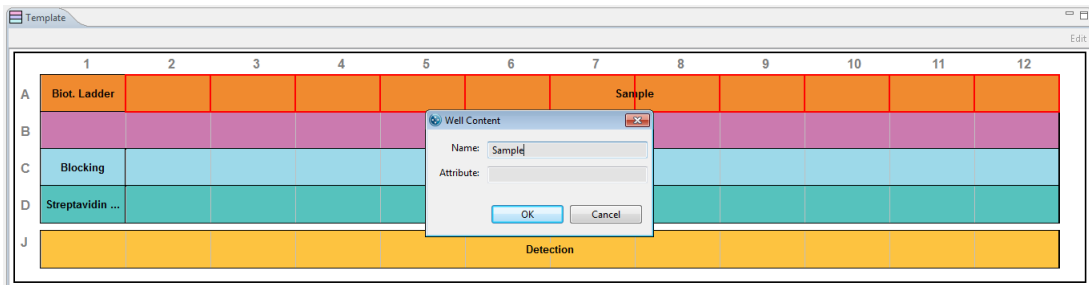 Template
Edit
1 2 3 4 5 6 7 8 9 10 11 12
A Biot. Ladder Sample
B
Well Content
Name: Sample
C Blocking
Attribute:
D Streptavidin ...
OK Cancel
J Detection